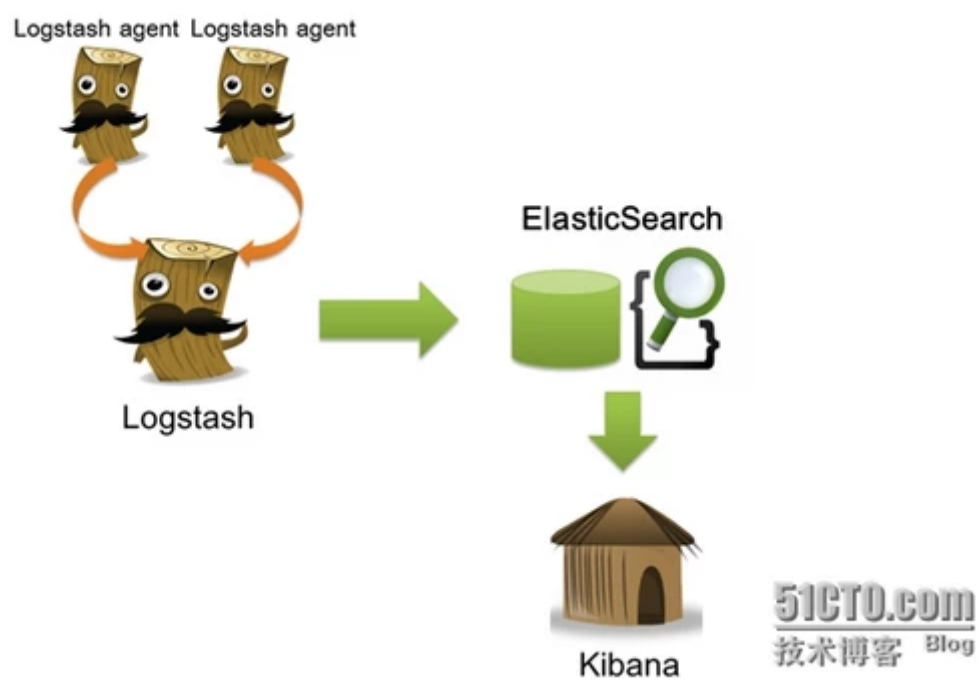 Logstash agent Logstash agent
ElasticSearch
Logstash
Kibana
51CTO.com
技术博客 Blog